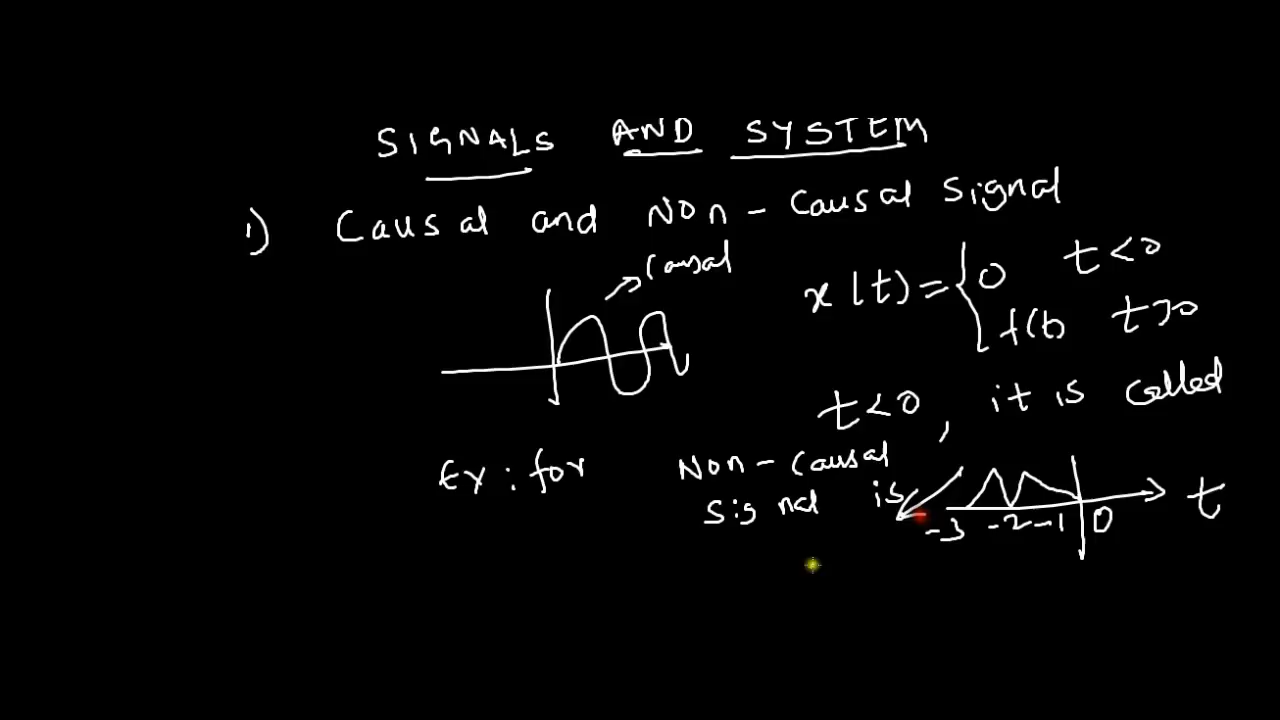 SIGNALS AND SYSTEM
1) Causal and Non-Causal Signal
Causal
x(t)= { 0 t<0
f(t) t>0
t<0, it is called
Ex: for Non-Causal
Signal is
-3 -2 -1 0 t